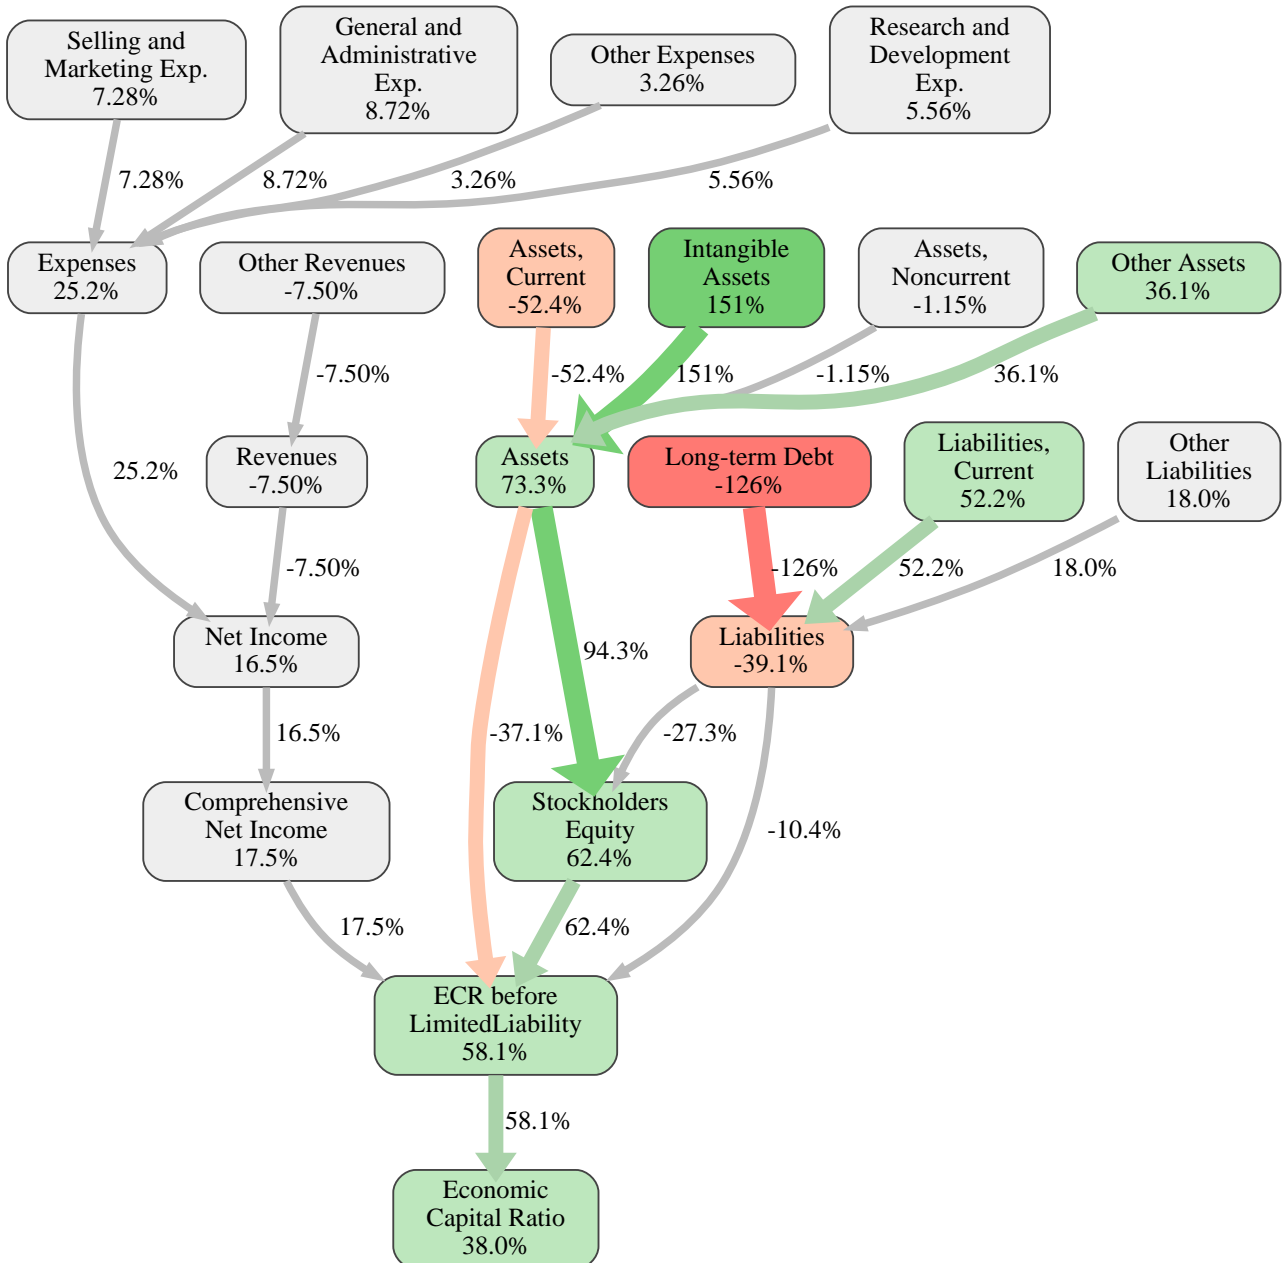 Selling and
Marketing Exp.
7.28%
General and
Administrative
Exp.
8.72%
Other Expenses
3.26%
Research and
Development
Exp.
5.56%
7.28%
8.72%
3.26%
5.56%
Expenses
25.2%
Other Revenues
-7.50%
Assets,
Current
-52.4%
Intangible
Assets
151%
Assets,
Noncurrent
-1.15%
Other Assets
36.1%
-7.50%
-52.4%
151%
-1.15%
36.1%
25.2%
Revenues
-7.50%
Assets
73.3%
Long-term Debt
-126%
Liabilities,
Current
52.2%
Other
Liabilities
18.0%
-7.50%
-126%
52.2%
18.0%
Net Income
16.5%
94.3%
Liabilities
-39.1%
16.5%
-37.1%
-27.3%
Comprehensive
Net Income
17.5%
Stockholders
Equity
62.4%
-10.4%
17.5%
62.4%
ECR before
LimitedLiability
58.1%
58.1%
Economic
Capital Ratio
38.0%